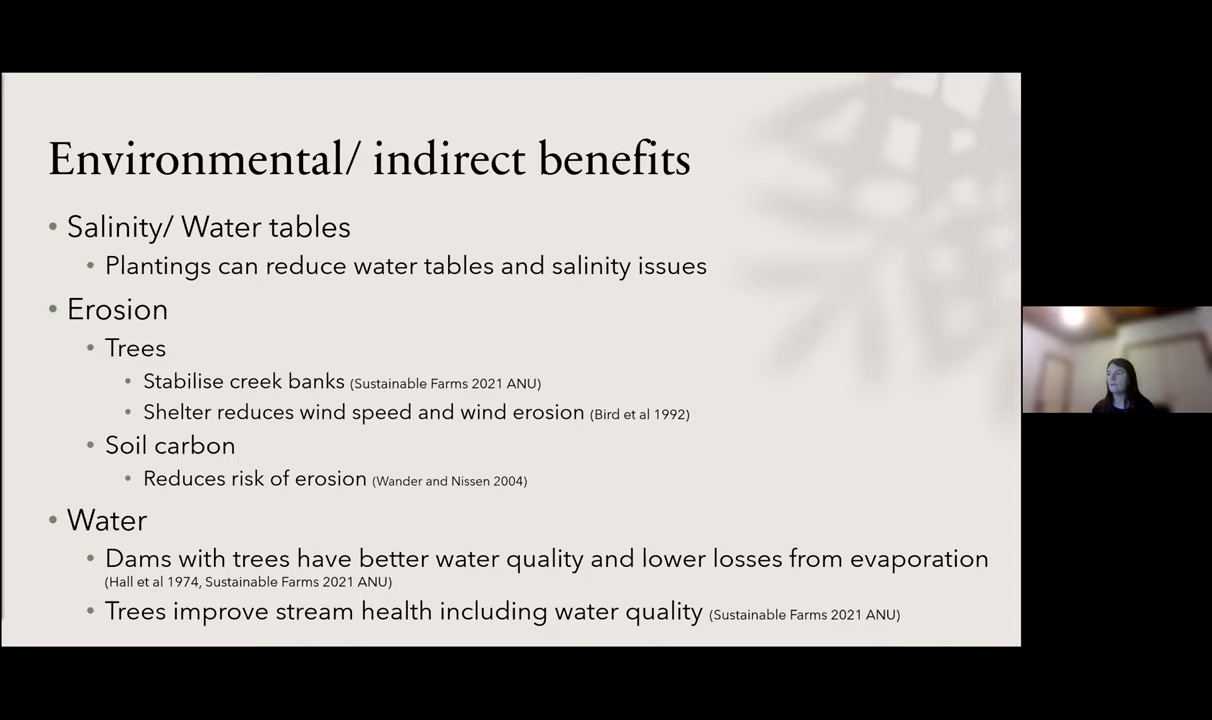 Environmental/ indirect benefits
• Salinity/ Water tables
• Plantings can reduce water tables and salinity issues
• Erosion
• Trees
• Stabilise creek banks (Sustainable Farms 2021 ANU)
• Shelter reduces wind speed and wind erosion (Bird et al 1992)
• Soil carbon
• Reduces risk of erosion (Wander and Nissen 2004)
• Water
• Dams with trees have better water quality and lower losses from evaporation
(Hall et al 1974, Sustainable Farms 2021 ANU)
• Trees improve stream health including water quality (Sustainable Farms 2021 ANU)